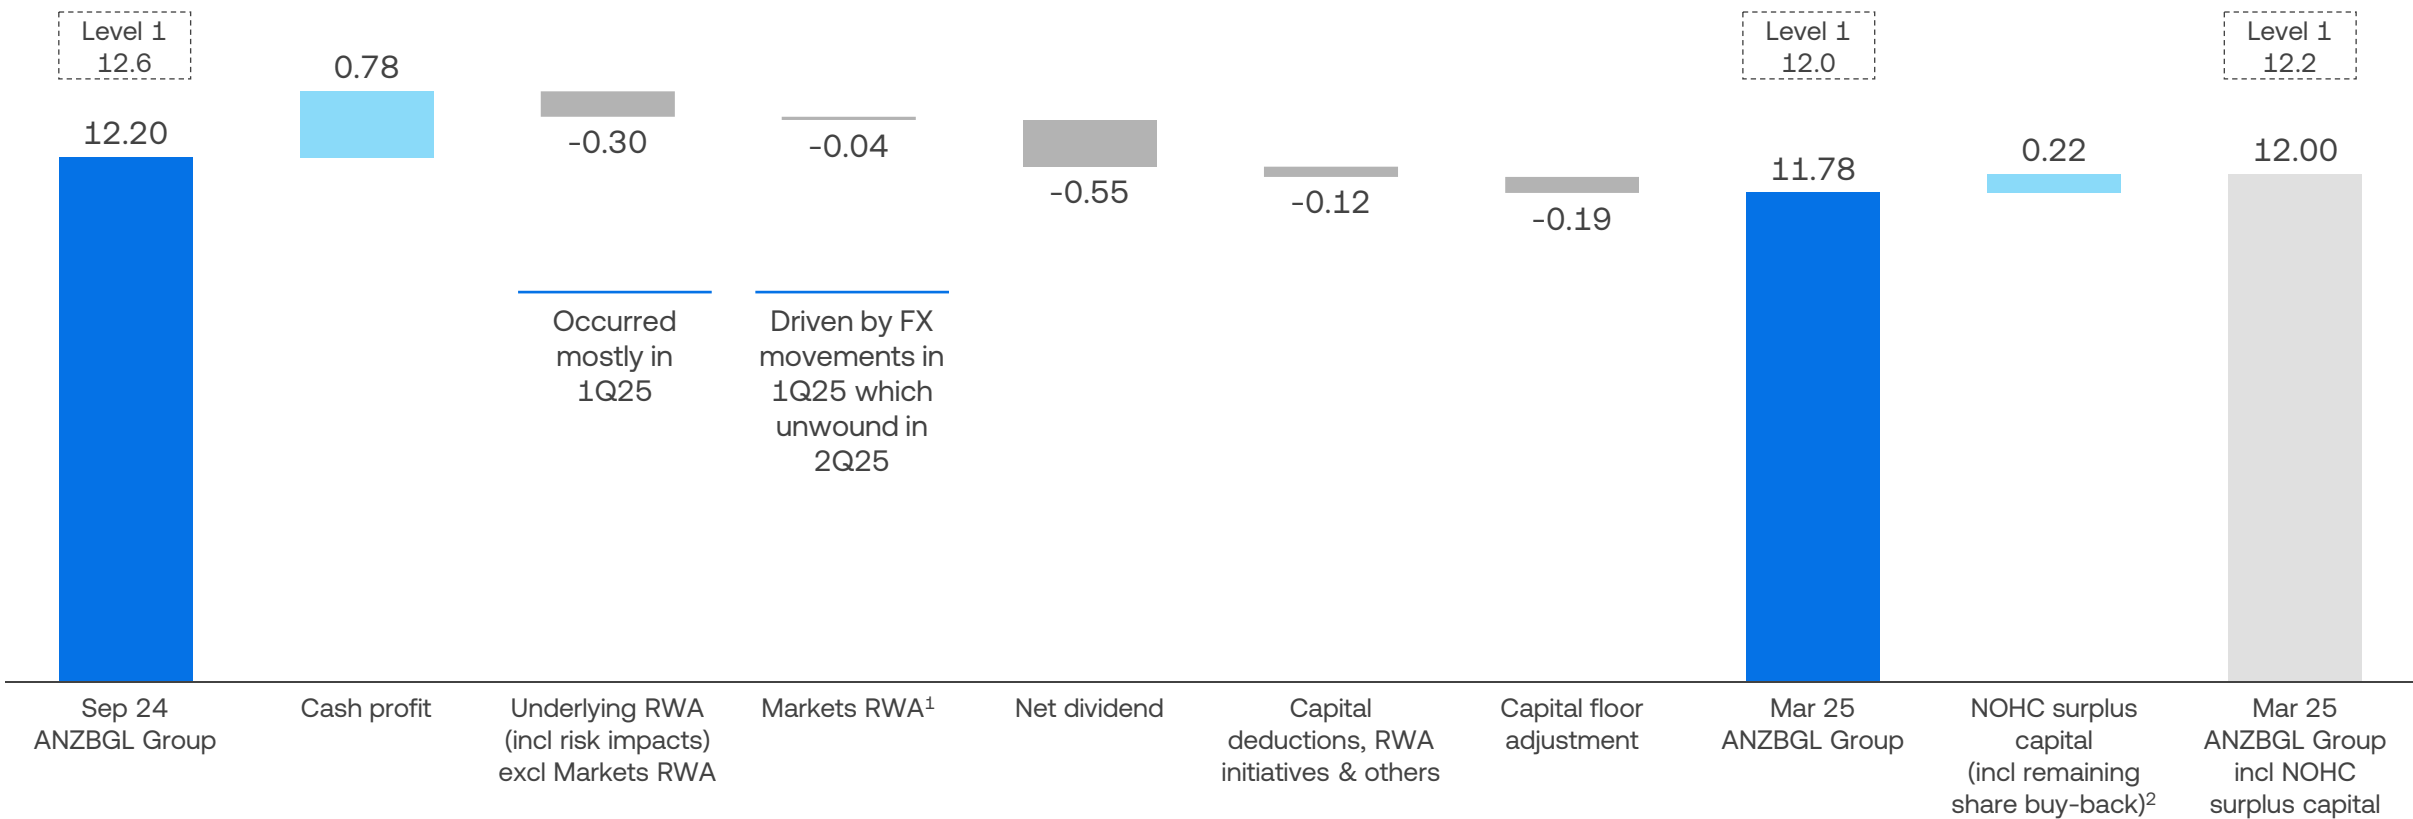 Level 1
12.6
12.20
0.78
-0.30
-0.04
-0.55
-0.12
-0.19
Level 1
12.0
11.78
0.22
Level 1
12.2
12.00
Occurred
mostly in
1Q25
Driven by FX
movements in
1Q25 which
unwound in
2Q25
Sep 24
ANZBGL Group
Cash profit
Underlying RWA
(incl risk impacts)
excl Markets RWA
Markets RWA¹
Net dividend
Capital
deductions, RWA
initiatives & others
Capital floor
adjustment
Mar 25
ANZBGL Group
NOHC surplus
capital
(incl remaining
share buy-back)²
Mar 25
ANZBGL Group
incl NOHC
surplus capital